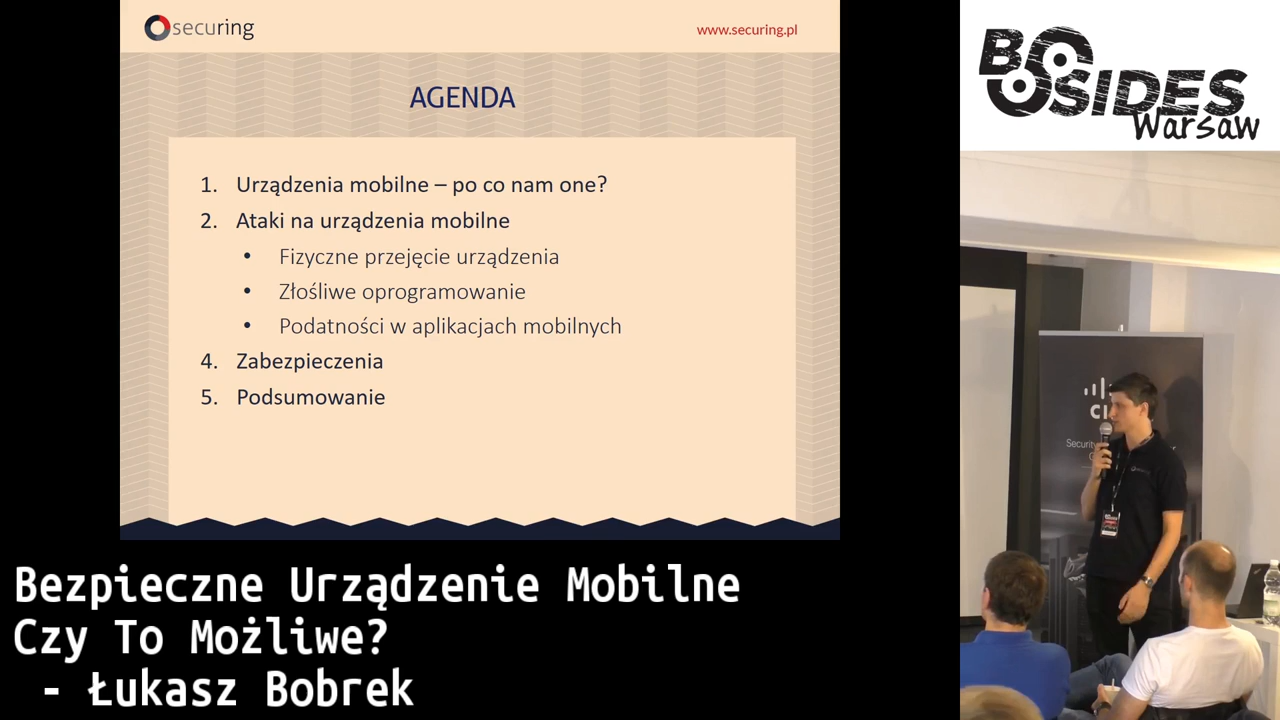 securing
www.securing.pl
AGENDA
1. Urządzenia mobilne – po co nam one?
2. Ataki na urządzenia mobilne
• Fizyczne przejęcie urządzenia
• Złośliwe oprogramowanie
• Podatności w aplikacjach mobilnych
4. Zabezpieczenia
5. Podsumowanie
Bezpieczne Urządzenie Mobilne
Czy To Możliwe?
- Łukasz Bobrek
BSIDES
Warsaw
Security